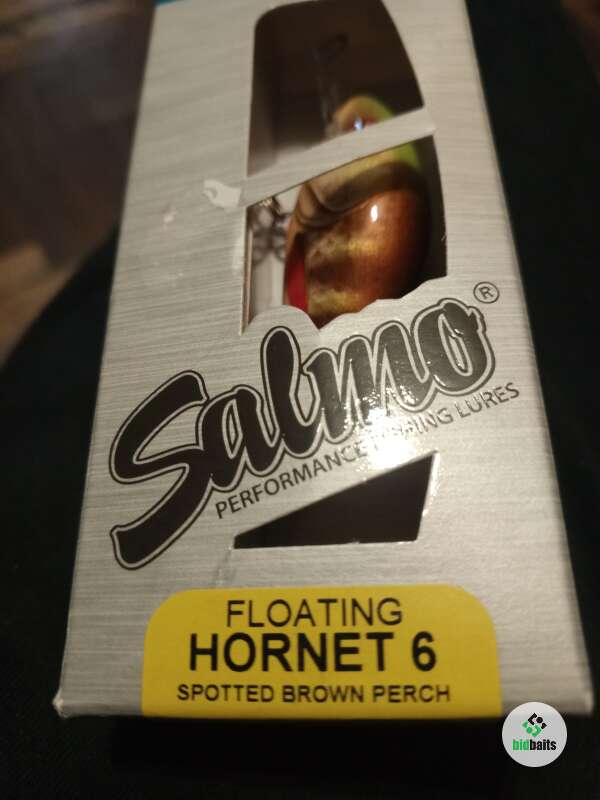 Salmo®
PERFORMANCE FISHING LURES
FLOATING
HORNET 6
SPOTTED BROWN PERCH
bidbaits